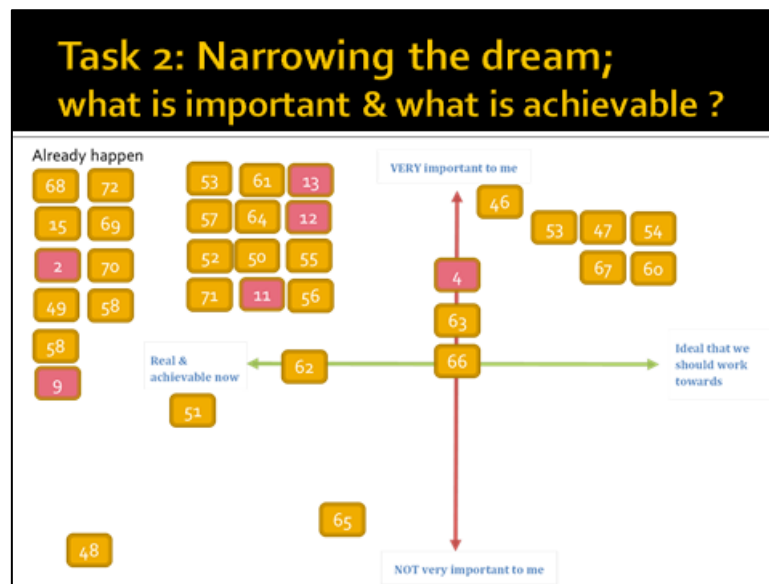 Task 2: Narrowing the dream;
what is important & what is achievable ?
Already happen
68 72
15 69
2 70
49 58
58
9
53 61 13
57 64 12
52 50 55
71 11 56
VERY important to me
46
53 47 54
67 60
4
63
66
Real &
achievable now
62
Ideal that we
should work
towards
51
65
48
NOT very important to me